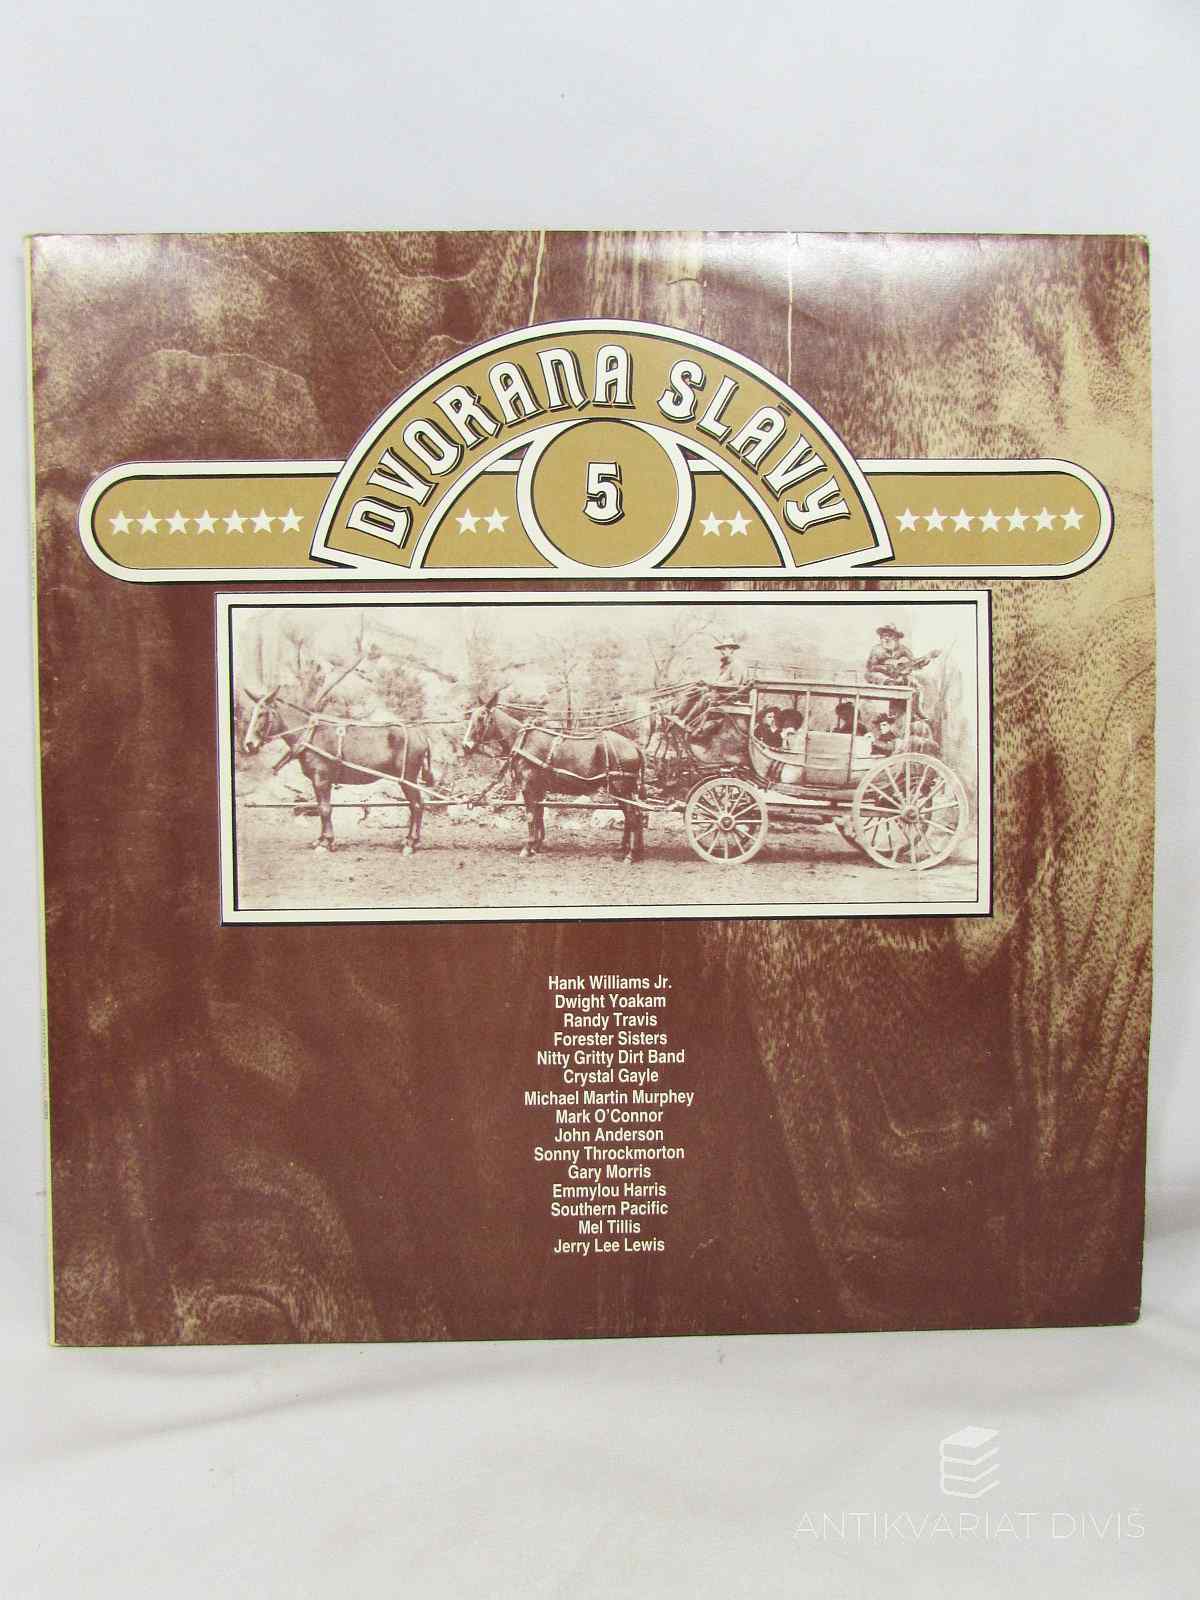 DVORANA SLÁVY
5
Hank Williams Jr.
Dwight Yoakam
Randy Travis
Forester Sisters
Nitty Gritty Dirt Band
Crystal Gayle
Michael Martin Murphey
Mark O'Connor
John Anderson
Sonny Throckmorton
Gary Morris
Emmylou Harris
Southern Pacific
Mel Tillis
Jerry Lee Lewis
ANTIKVARIAT DIVIŠ